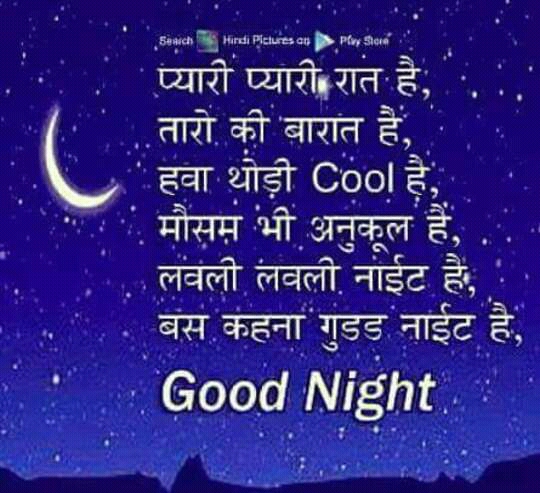 Search Hindi Pictures on Play Store
प्यारी प्यारी रात है,
तारो की बारात है,
हवा थोड़ी Cool है,
मौसम भी अनुकूल है,
लवली लवली नाईट है,
बस कहना गुडड नाईट है,
Good Night